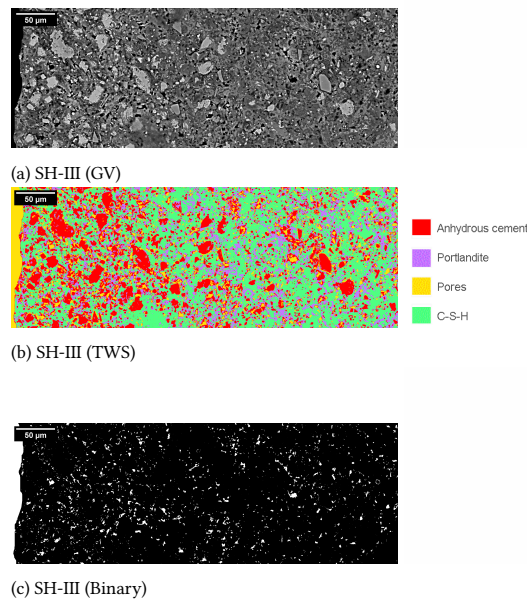 50 µm
(a) SH-III (GV)
50 µm
Anhydrous cement
Portlandite
Pores
C-S-H
(b) SH-III (TWS)
50 µm
(c) SH-III (Binary)